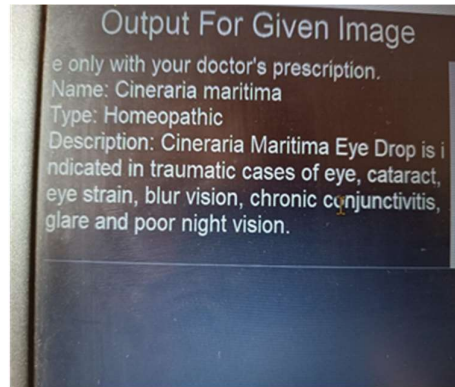 Output For Given Image
e only with your doctor's prescription.
Name: Cineraria maritima
Type: Homeopathic
Description: Cineraria Maritima Eye Drop is i
ndicated in traumatic cases of eye, cataract,
eye strain, blur vision, chronic conjunctivitis,
glare and poor night vision.